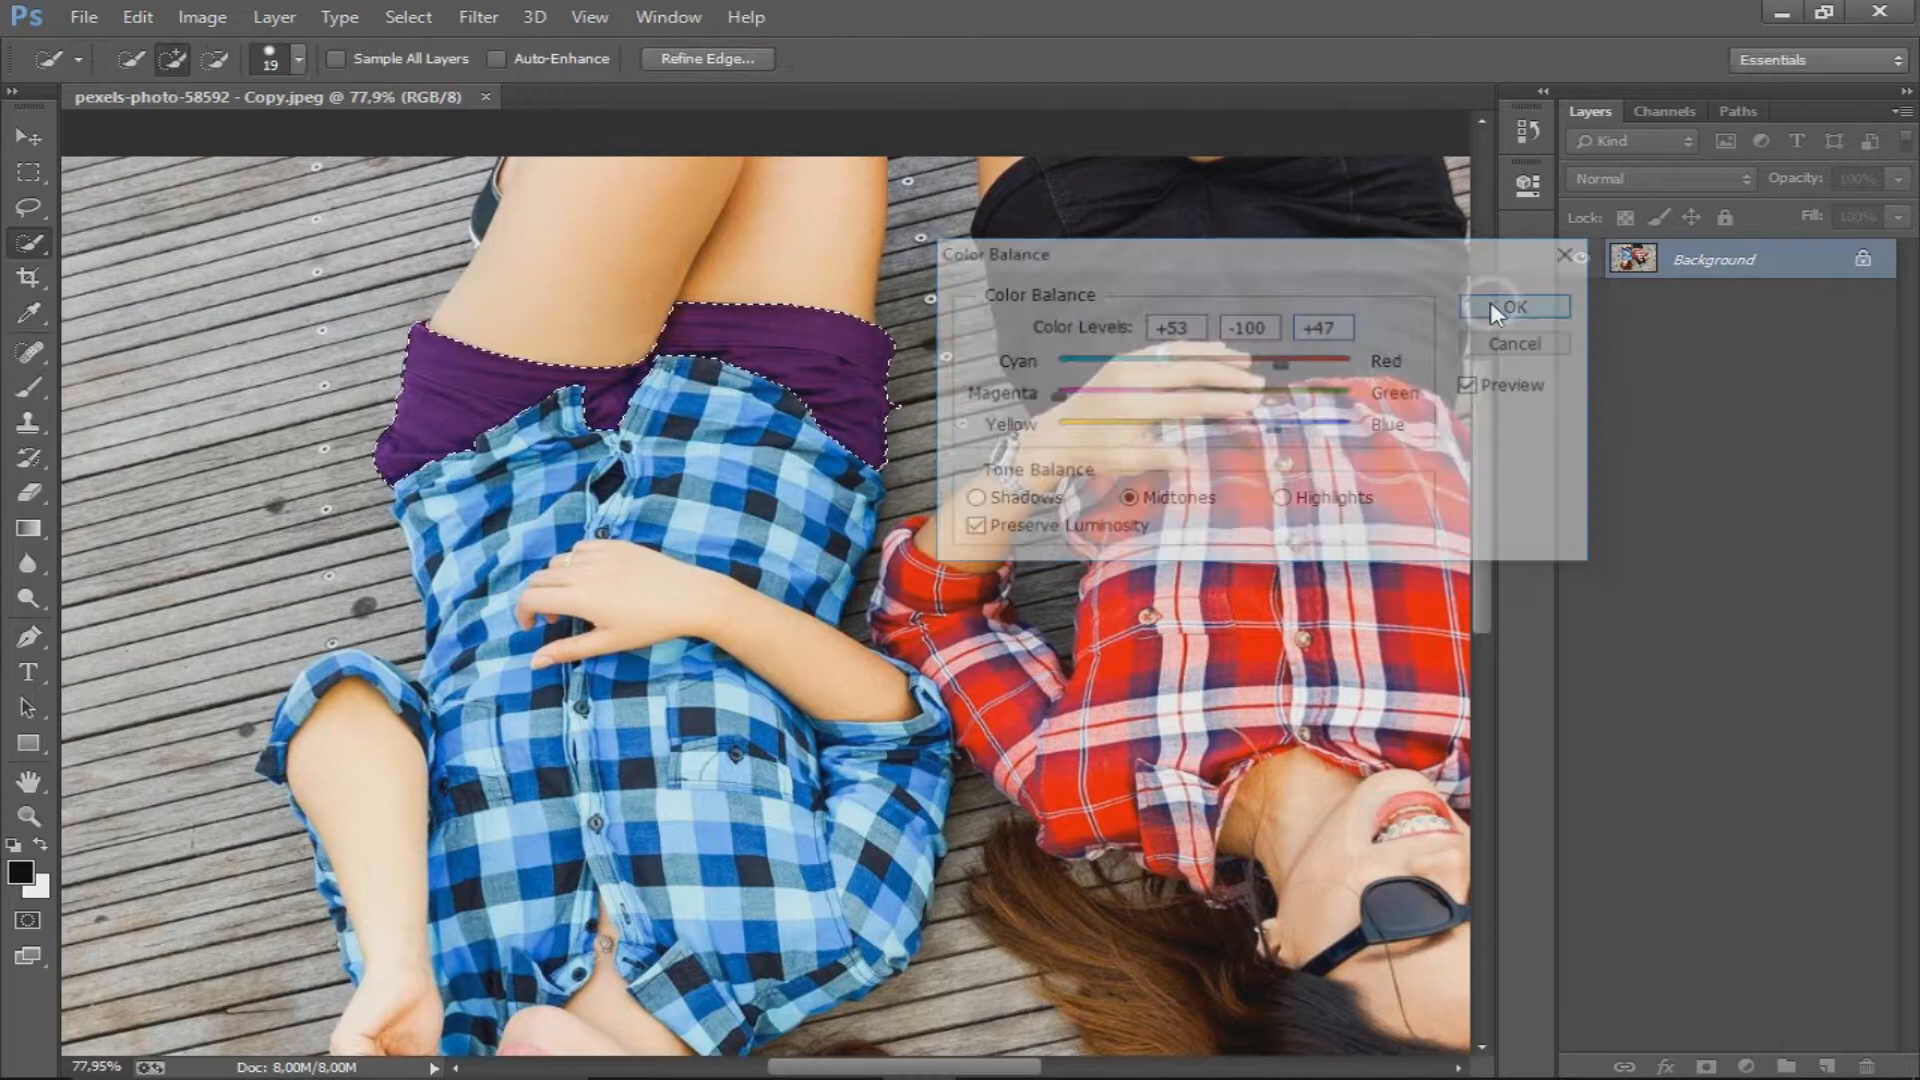 Ps File Edit Image Layer Type Select Filter 3D View Window Help
19 Sample All Layers Auto-Enhance Refine Edge... Essentials
pexels-photo-58592 - Copy.jpeg @ 77,9% (RGB/8)
Layers Channels Paths
Kind
Normal Opacity: 100%
Lock: Fill: 100%
Background
Color Balance
Color Balance
Color Levels: +53 -100 +47
Cyan Red
Magenta Green
Yellow Blue
OK
Cancel
Preview
Tone Balance
Shadows Midtones Highlights
Preserve Luminosity
77,95% Doc: 8,00M/8,00M